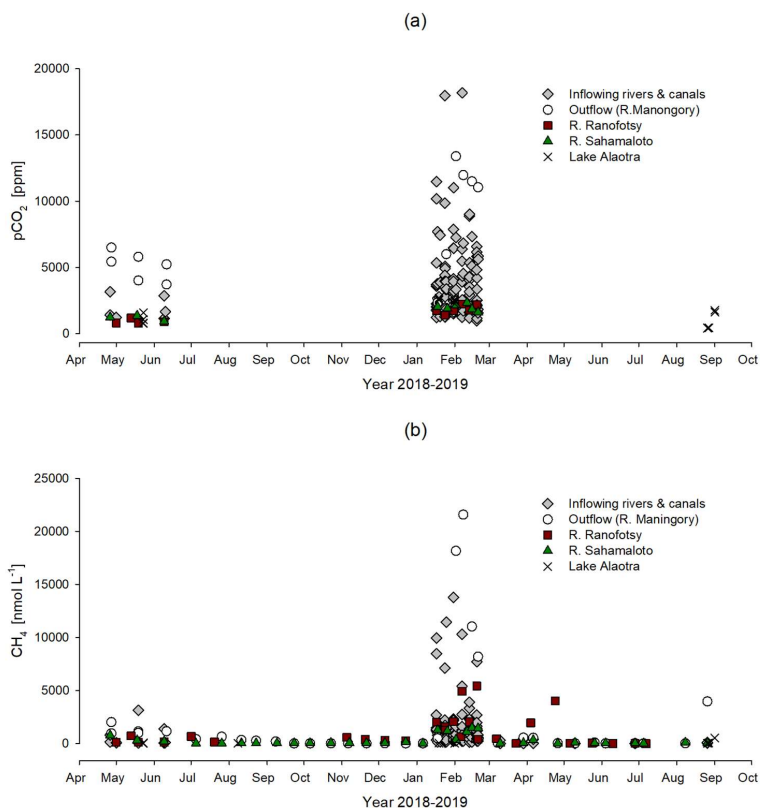 (a)
20000
15000
10000
5000
0
pCO₂ [ppm]
Inflowing rivers & canals
Outflow (R.Manongory)
R. Ranofotsy
R. Sahamaloto
Lake Alaotra
Apr May Jun Jul Aug Sep Oct Nov Dec Jan Feb Mar Apr May Jun Jul Aug Sep Oct
Year 2018-2019
(b)
25000
20000
15000
10000
5000
0
CH₄ [nmol L⁻¹]
Inflowing rivers & canals
Outflow (R. Maningory)
R. Ranofotsy
R. Sahamaloto
Lake Alaotra
Apr May Jun Jul Aug Sep Oct Nov Dec Jan Feb Mar Apr May Jun Jul Aug Sep Oct
Year 2018-2019